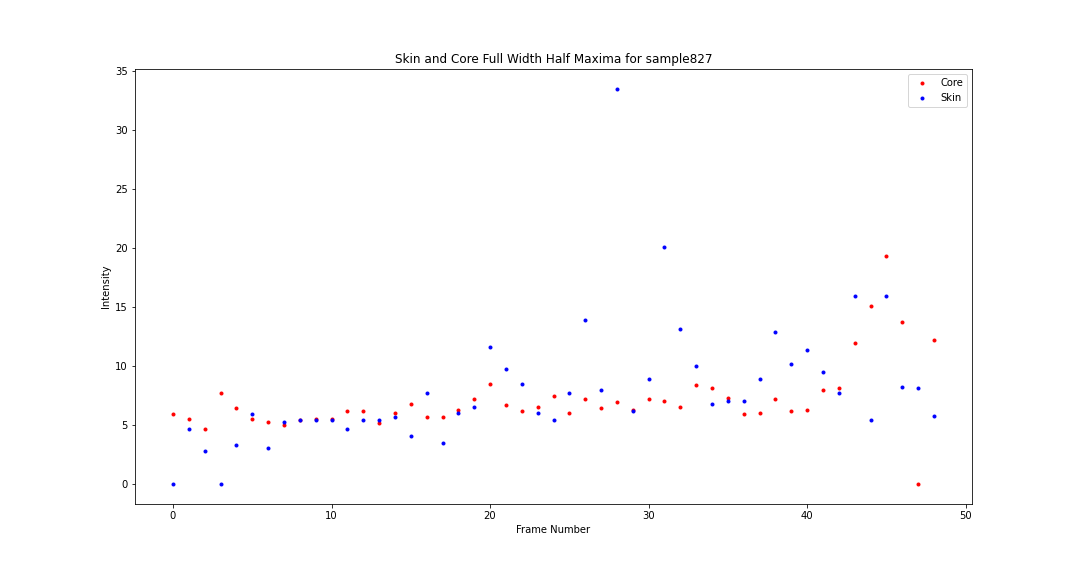 Skin and Core Full Width Half Maxima for sample827
Core
Skin
35
30
25
20
15
10
5
0
Intensity
0 10 20 30 40 50
Frame Number